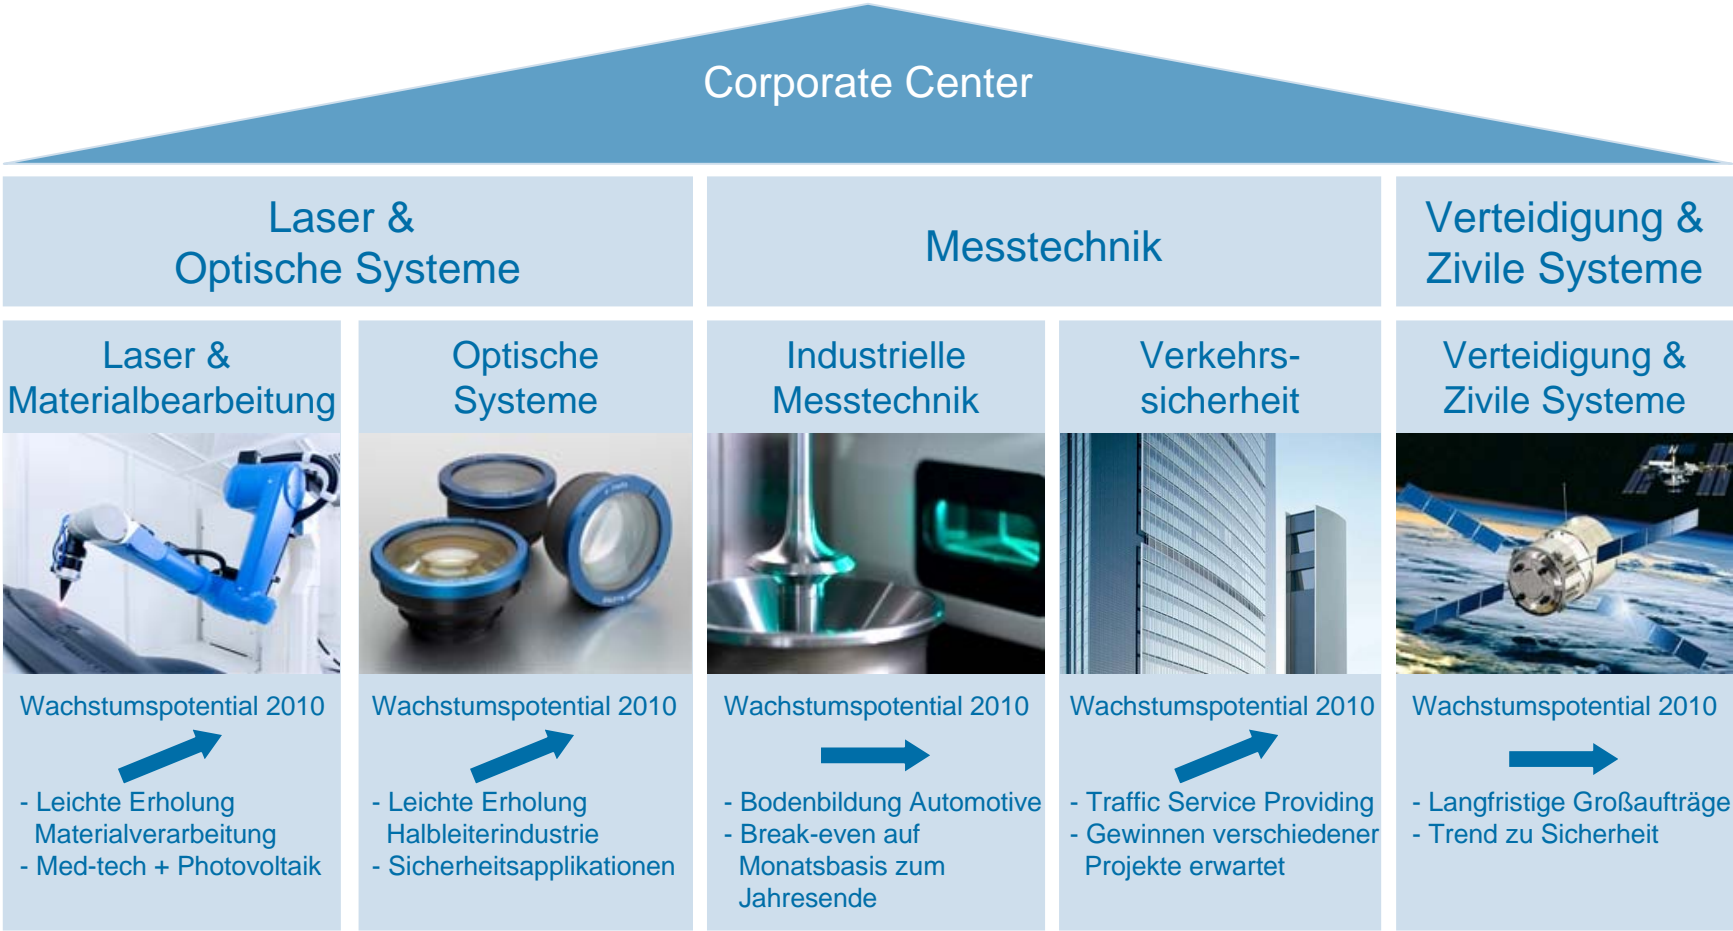 Corporate Center
Laser &
Optische Systeme
Messtechnik
Verteidigung &
Zivile Systeme
Laser &
Materialbearbeitung
Optische
Systeme
Industrielle
Messtechnik
Verkehrs-
sicherheit
Verteidigung &
Zivile Systeme
Wachstumspotential 2010
- Leichte Erholung
Materialverarbeitung
- Med-tech + Photovoltaik
Wachstumspotential 2010
- Leichte Erholung
Halbleiterindustrie
- Sicherheitsapplikationen
Wachstumspotential 2010
- Bodenbildung Automotive
- Break-even auf
Monatsbasis zum
Jahresende
Wachstumspotential 2010
- Traffic Service Providing
- Gewinnen verschiedener
Projekte erwartet
Wachstumspotential 2010
- Langfristige Großaufträge
- Trend zu Sicherheit